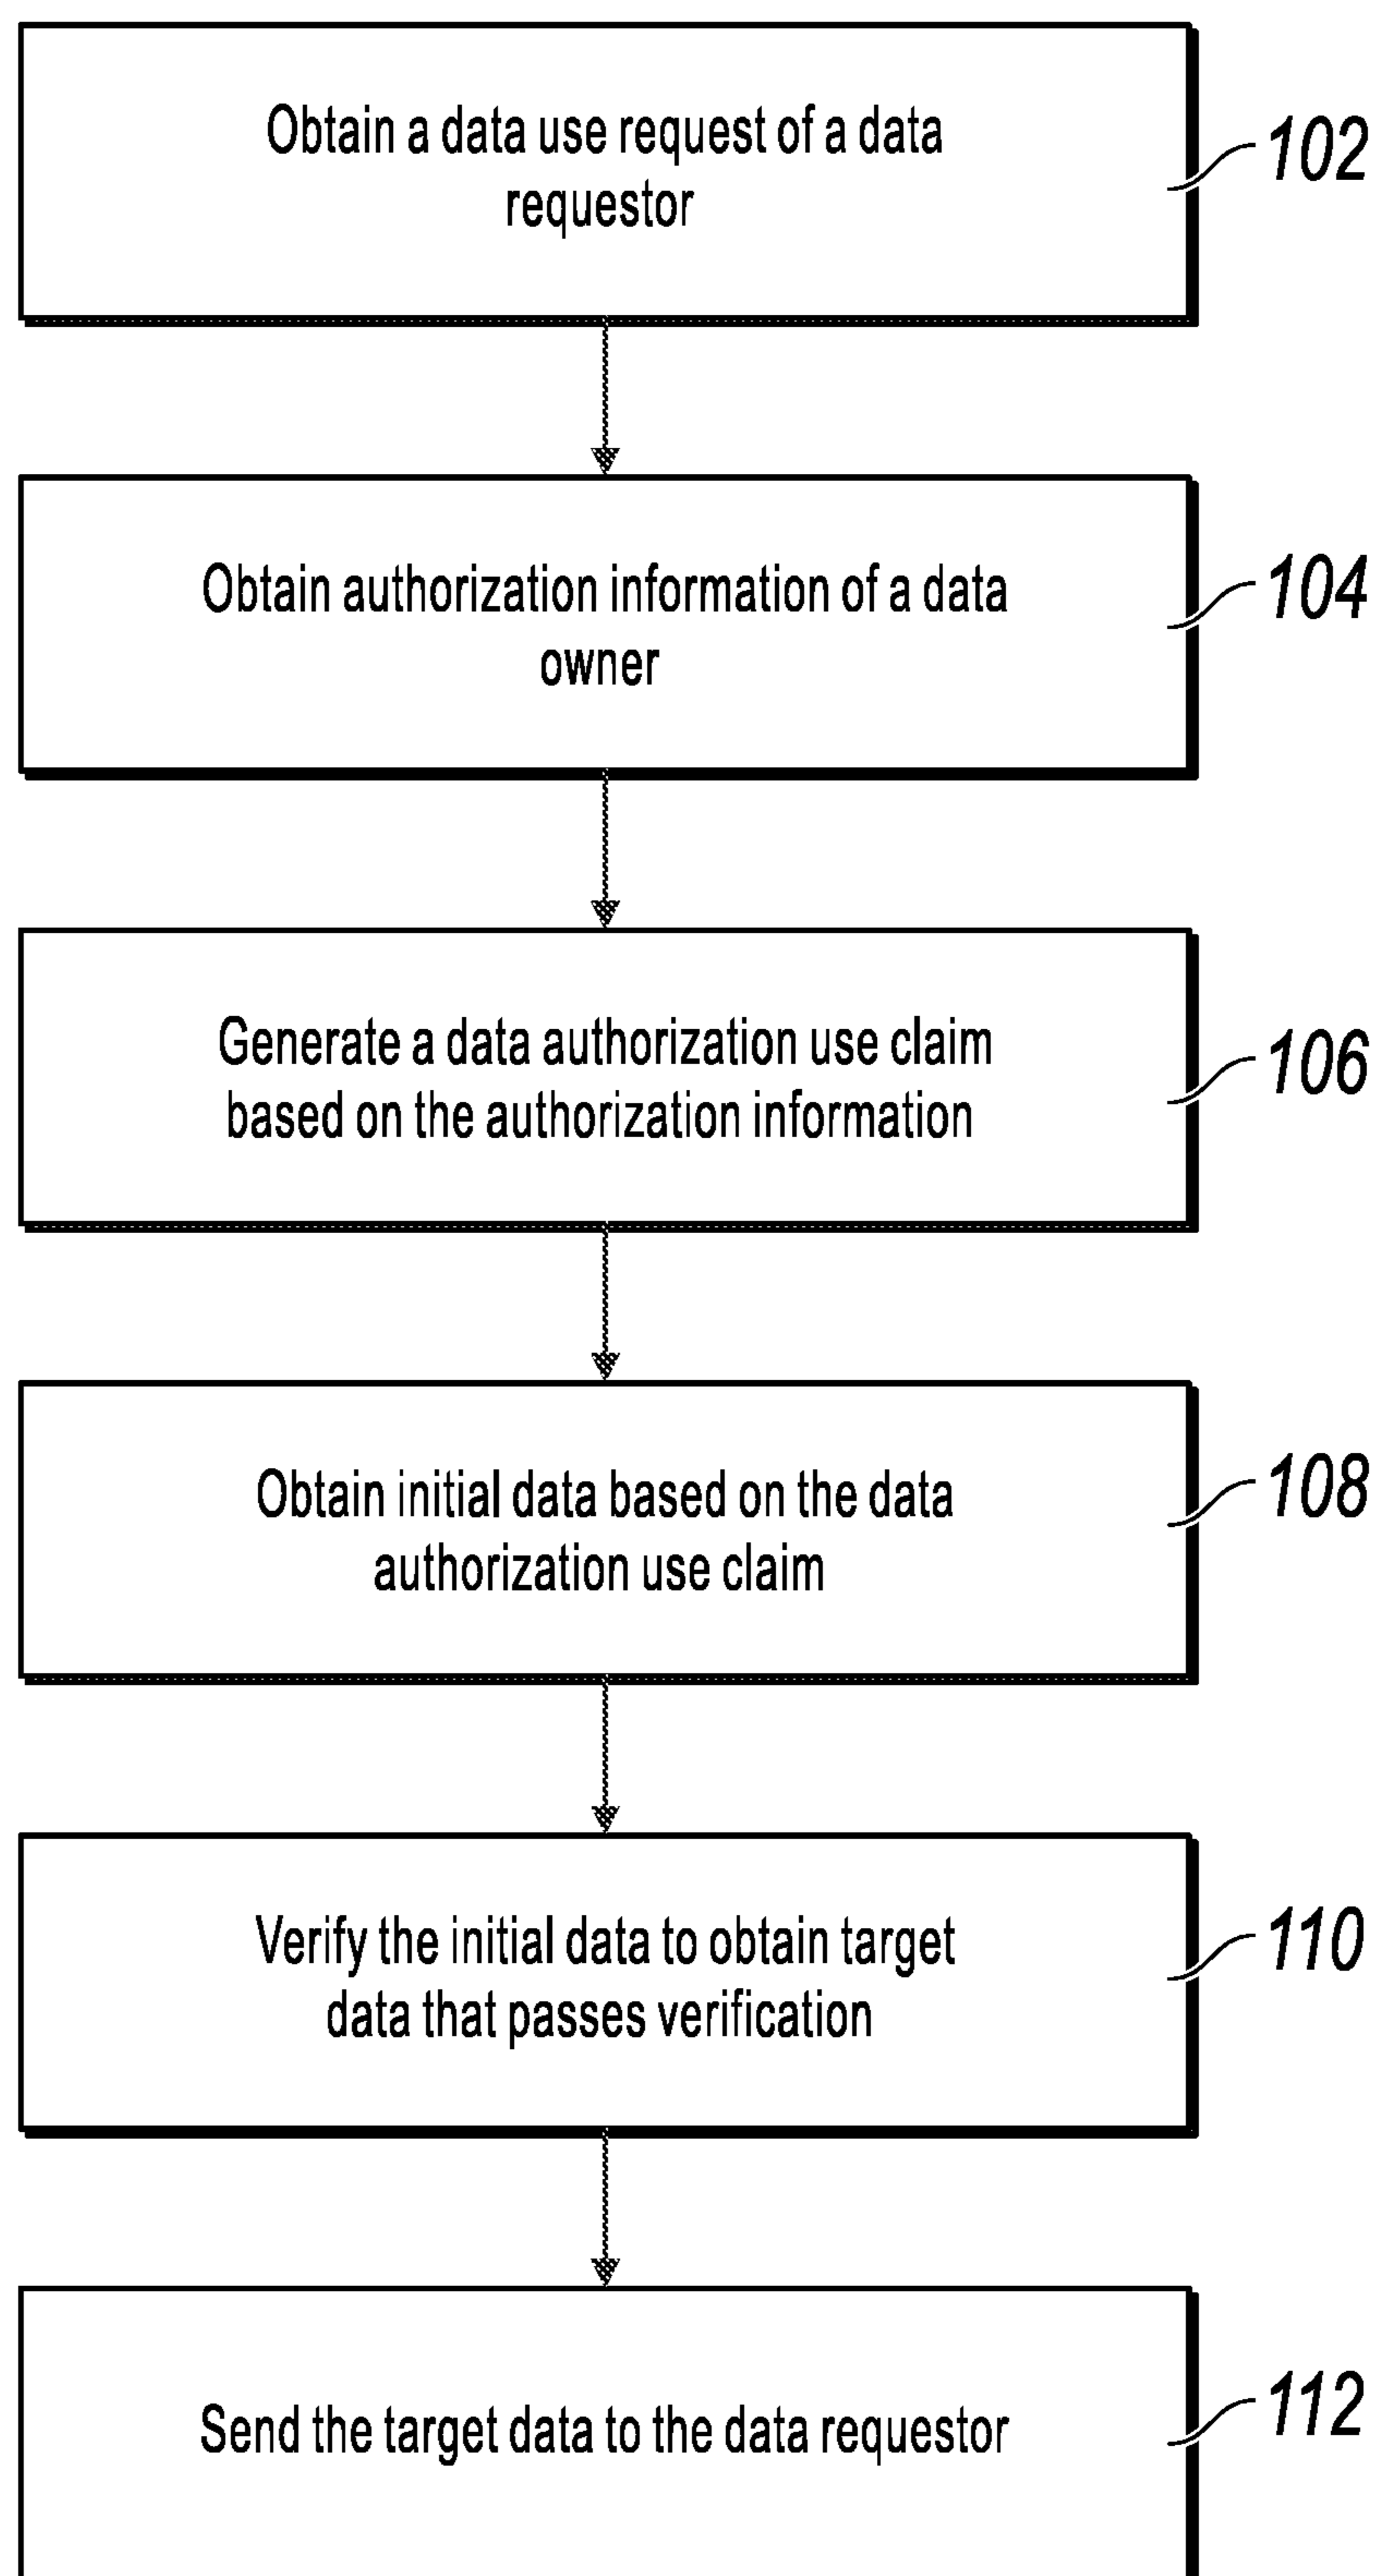 Obtain a data use request of a data
requestor
102
Obtain authorization information of a data
owner
104
Generate a data authorization use claim
based on the authorization information
106
Obtain initial data based on the data
authorization use claim
108
Verify the initial data to obtain target
data that passes verification
110
Send the target data to the data requestor
112